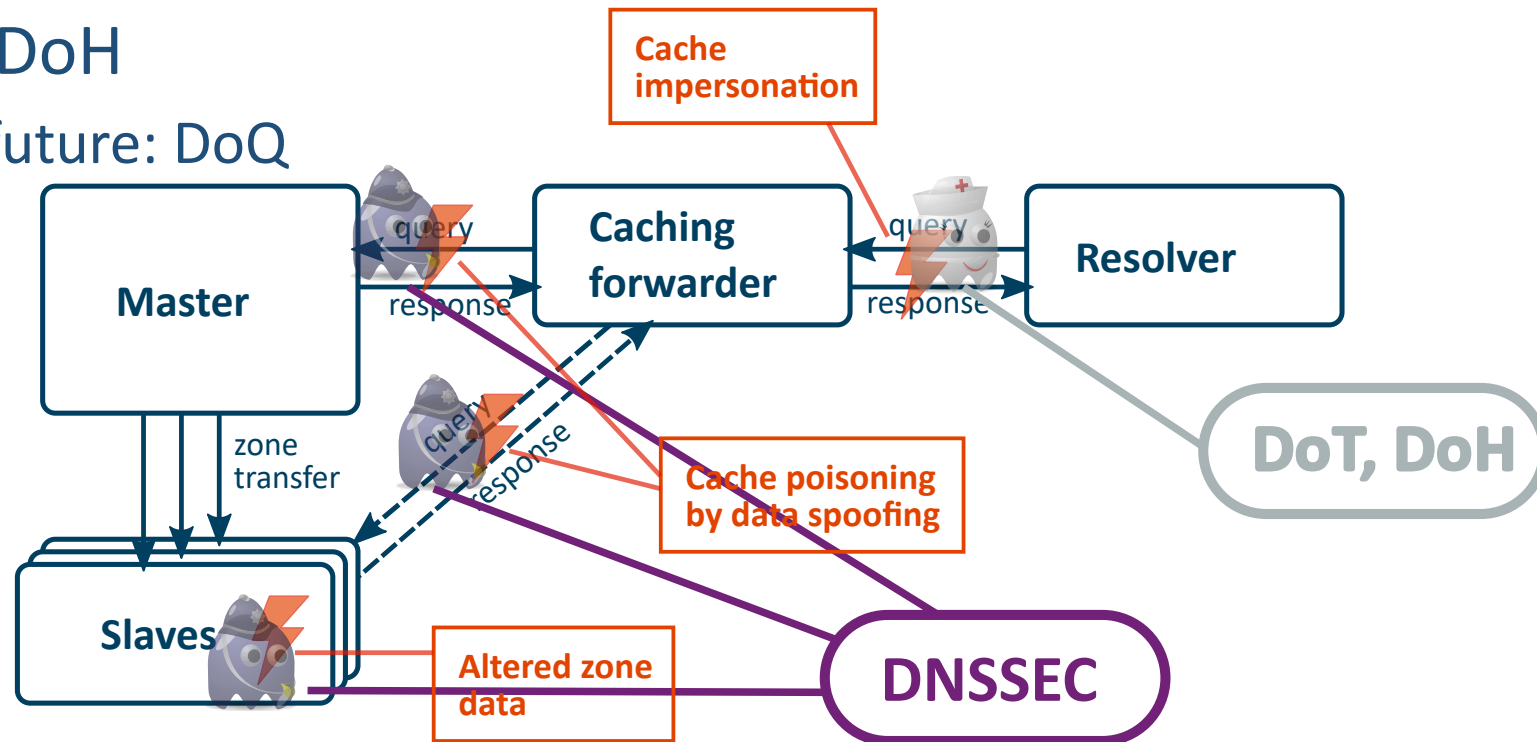 DoH
future: DoQ
Cache
impersonation
Master
query
response
Caching
forwarder
query
response
Resolver
zone
transfer
query
response
DoT, DoH
Cache poisoning
by data spoofing
Slaves
Altered zone
data
DNSSEC